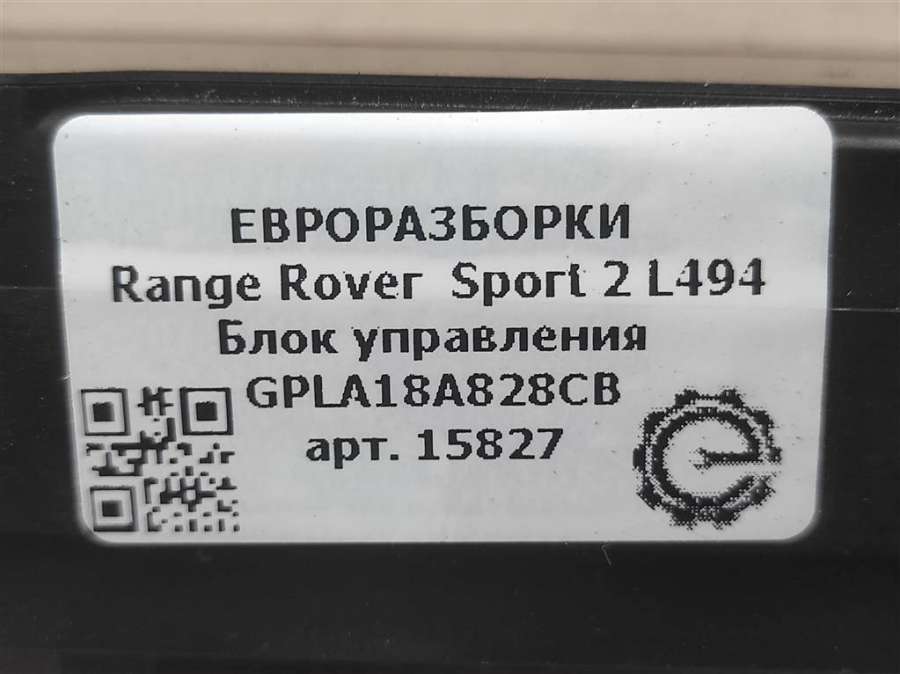 ЕВРОРАЗБОРКИ
Range Rover Sport 2 L494
Блок управления
GPLA18A828CB
арт. 15827